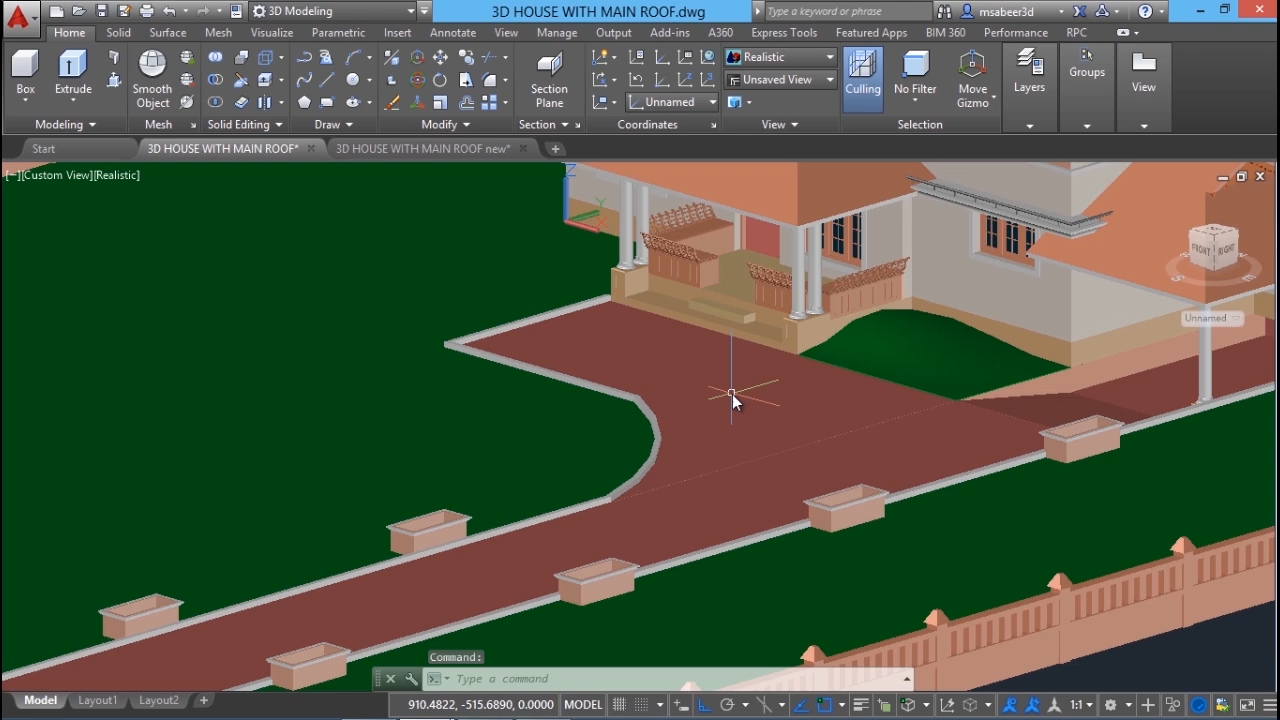 3D Modeling
3D HOUSE WITH MAIN ROOF.dwg
Type a keyword or phrase
msabeer3d
Home Solid Surface Mesh Visualize Parametric Insert Annotate View Manage Output Add-ins A360 Express Tools Featured Apps BIM 360 Performance RPC
Box Extrude Smooth Object Section Plane Realistic Unsaved View Unnamed Culling No Filter Move Gizmo Layers Groups View
Modeling Mesh Solid Editing Draw Modify Section Coordinates View Selection
Start 3D HOUSE WITH MAIN ROOF* 3D HOUSE WITH MAIN ROOF new*
[−][Custom View][Realistic]
Z
Y
X
FRONT RIGHT
S E
Unnamed
Command:
Type a command
Model Layout1 Layout2 910.4822, -515.6890, 0.0000 MODEL 1:1